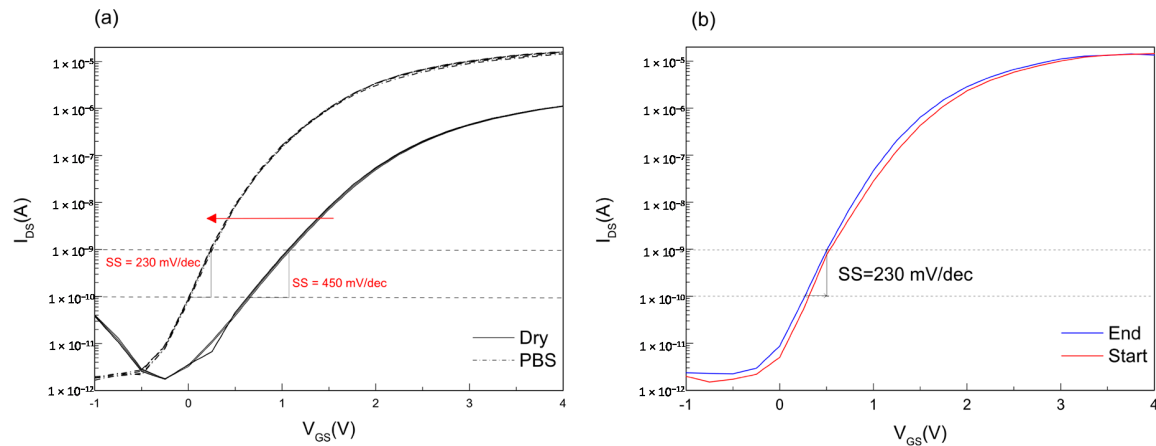 (a)
I_DS(A)
1 × 10⁻⁵
1 × 10⁻⁶
1 × 10⁻⁷
1 × 10⁻⁸
1 × 10⁻⁹
1 × 10⁻¹⁰
1 × 10⁻¹¹
1 × 10⁻¹²
SS = 230 mV/dec
SS = 450 mV/dec
Dry
PBS
-1 0 1 2 3 4
V_GS(V)
(b)
I_DS(A)
1 × 10⁻⁵
1 × 10⁻⁶
1 × 10⁻⁷
1 × 10⁻⁸
1 × 10⁻⁹
1 × 10⁻¹⁰
1 × 10⁻¹¹
1 × 10⁻¹²
SS=230 mV/dec
End
Start
-1 0 1 2 3 4
V_GS(V)